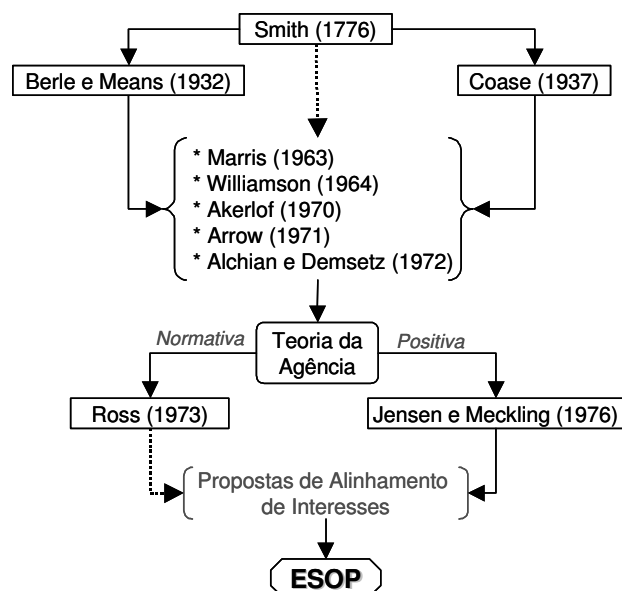 Smith (1776)
Berle e Means (1932)
Coase (1937)
* Marris (1963)
* Williamson (1964)
* Akerlof (1970)
* Arrow (1971)
* Alchian e Demsetz (1972)
Normativa
Teoria da
Agência
Positiva
Ross (1973)
Jensen e Meckling (1976)
Propostas de Alinhamento
de Interesses
ESOP